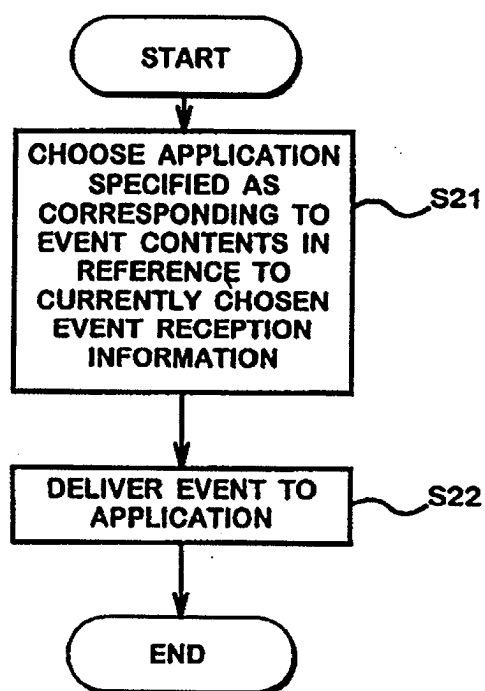 START
CHOOSE APPLICATION
SPECIFIED AS
CORRESPONDING TO
EVENT CONTENTS IN
REFERENCE TO
CURRENTLY CHOSEN
EVENT RECEPTION
INFORMATION
S21
DELIVER EVENT TO
APPLICATION
S22
END